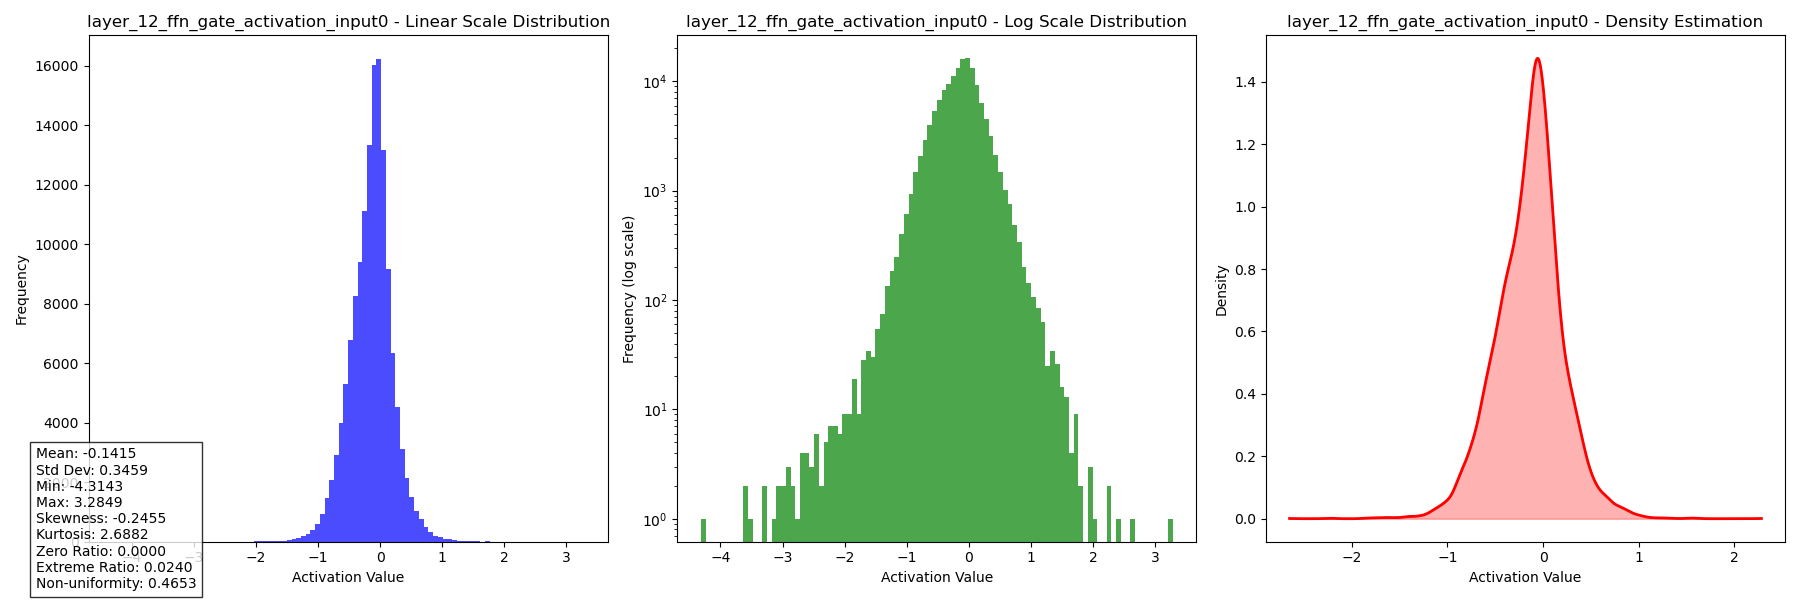 layer_12_ffn_gate_activation_input0 - Linear Scale Distribution
16000
14000
12000
10000
8000
6000
4000
2000
0
Frequency
−3
−2
−1
0
1
2
3
Activation Value
Mean: -0.1415
Std Dev: 0.3459
Min: -4.3143
Max: 3.2849
Skewness: -0.2455
Kurtosis: 2.6882
Zero Ratio: 0.0000
Extreme Ratio: 0.0240
Non-uniformity: 0.4653
layer_12_ffn_gate_activation_input0 - Log Scale Distribution
10⁴
10³
10²
10¹
10⁰
Frequency (log scale)
−4
−3
−2
−1
0
1
2
3
Activation Value
layer_12_ffn_gate_activation_input0 - Density Estimation
1.4
1.2
1.0
0.8
0.6
0.4
0.2
0.0
Density
−2
−1
0
1
2
Activation Value